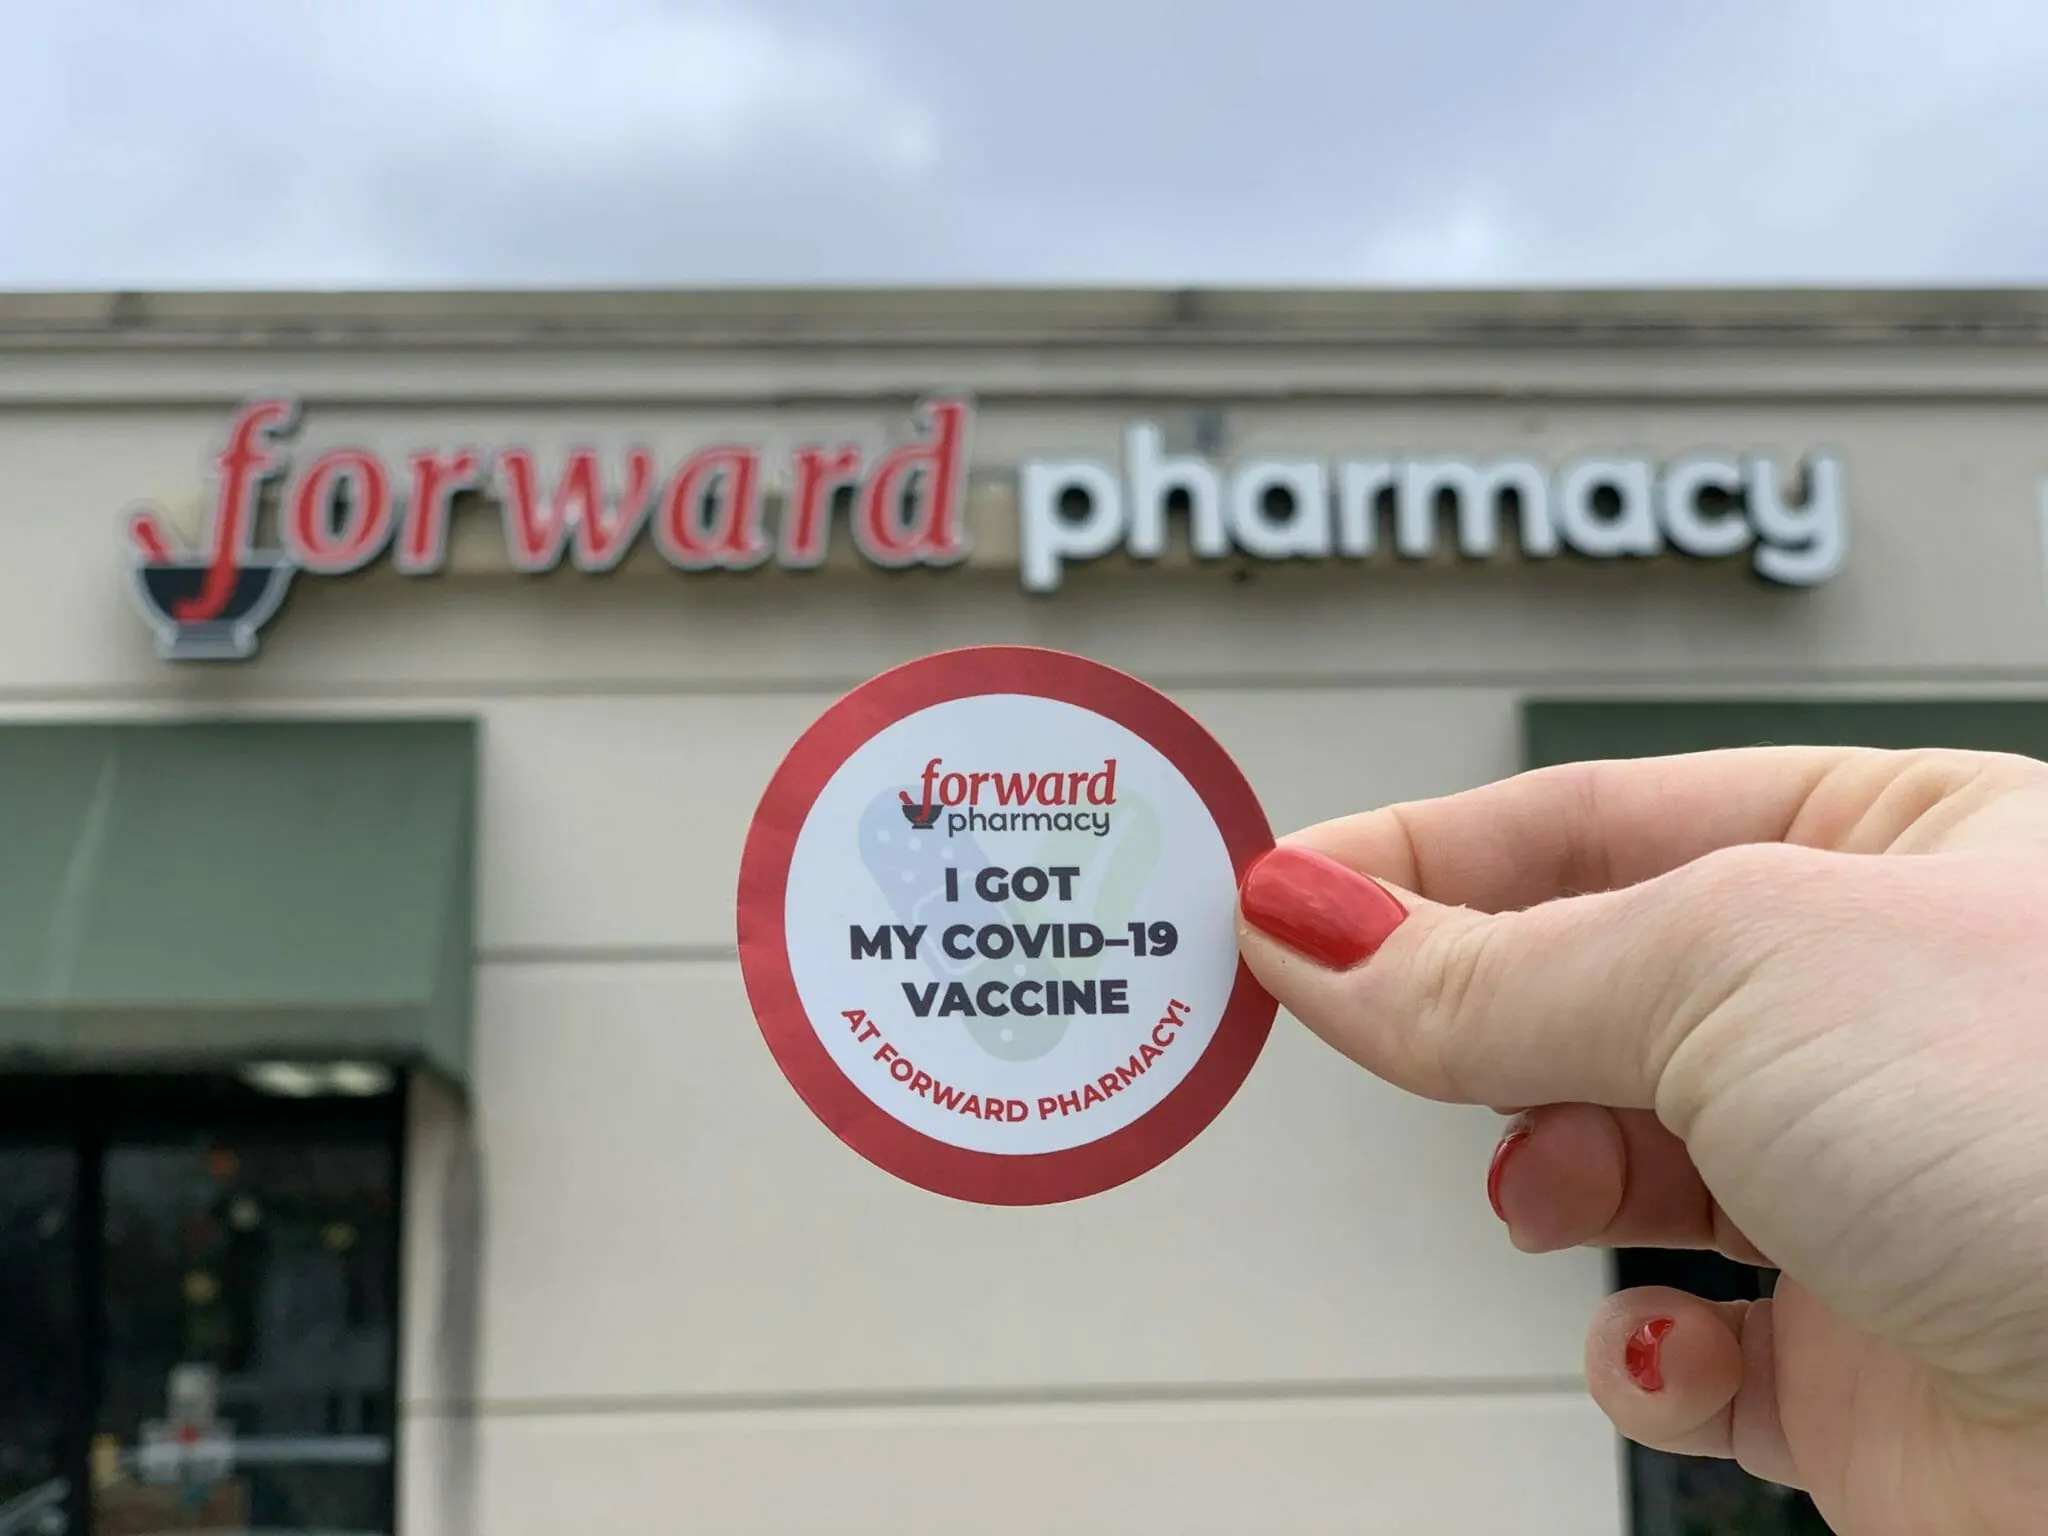 forward pharmacy
forward
pharmacy
I GOT
MY COVID–19
VACCINE
AT FORWARD PHARMACY!